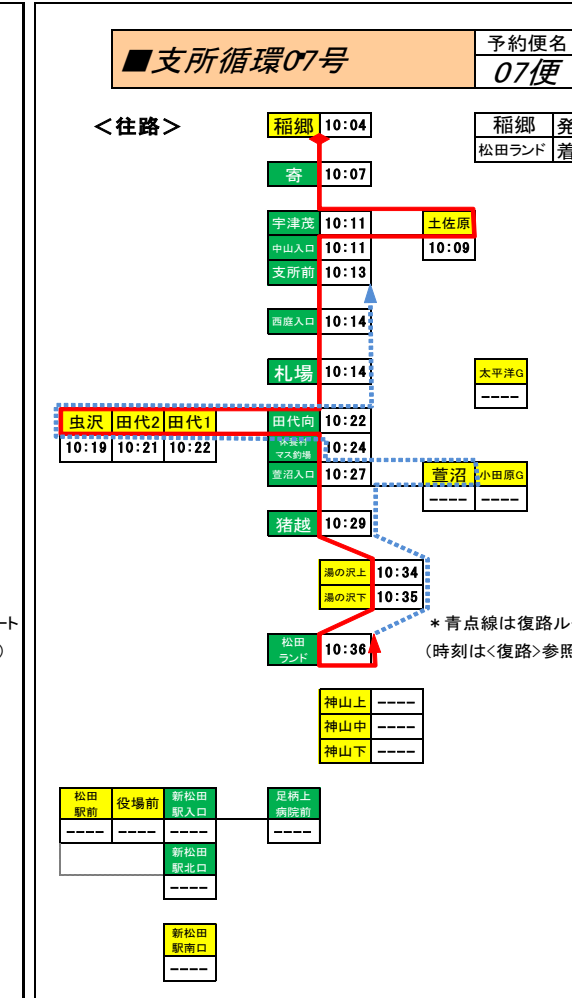 ■支所循環07号
予約便名
07便
<往路>
稲郷 10:04
稲郷 発
松田ランド 着
寄 10:07
宇津茂 10:11 土佐原
中山入口 10:11 10:09
支所前 10:13
西庭入口 10:14
札場 10:14 太平洋G
----
虫沢 田代2 田代1 田代向 10:22
10:19 10:21 10:22 休養村マス釣場 10:24
萱沼入口 10:27 萱沼 小田原G
---- ----
猪越 10:29
湯の沢上 10:34
湯の沢下 10:35
ート
*青点線は復路ル
)
松田
ランド 10:36
(時刻は<復路>参照
神山上 ----
神山中 ----
神山下 ----
松田
駅前 役場前 新松田
駅入口 足柄上
病院前
---- ---- ---- ----
新松田
駅北口
----
新松田
駅南口
----